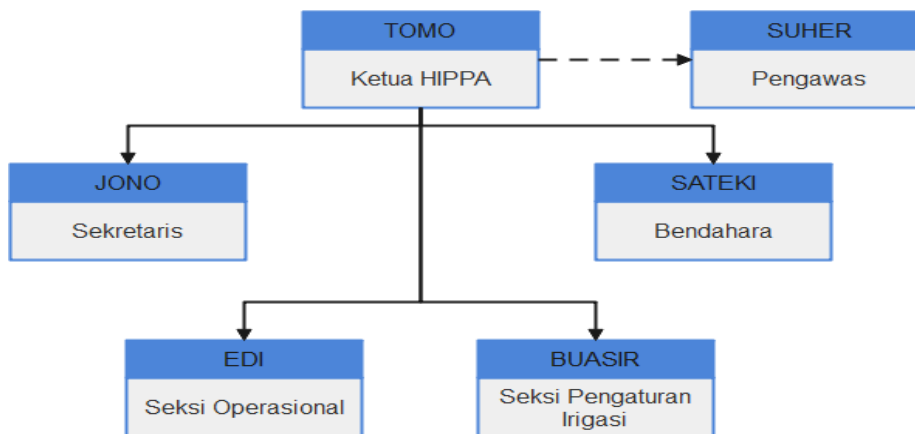 TOMO
Ketua HIPPA
SUHER
Pengawas
JONO
Sekretaris
SATEKI
Bendahara
EDI
Seksi Operasional
BUASIR
Seksi Pengaturan
Irigasi